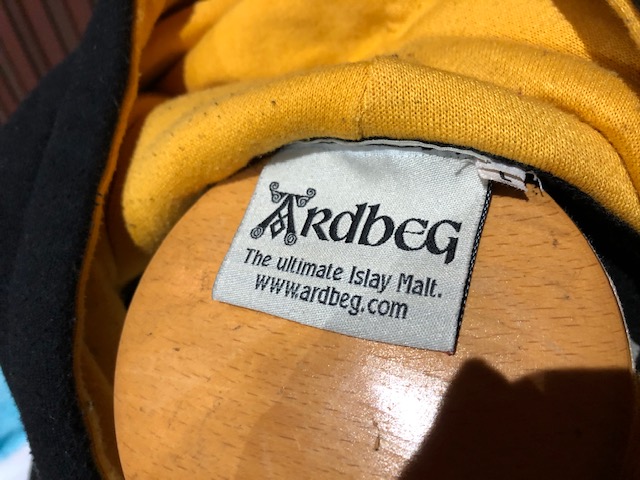 Ardbeg
The ultimate Islay Malt.
www.ardbeg.com
L